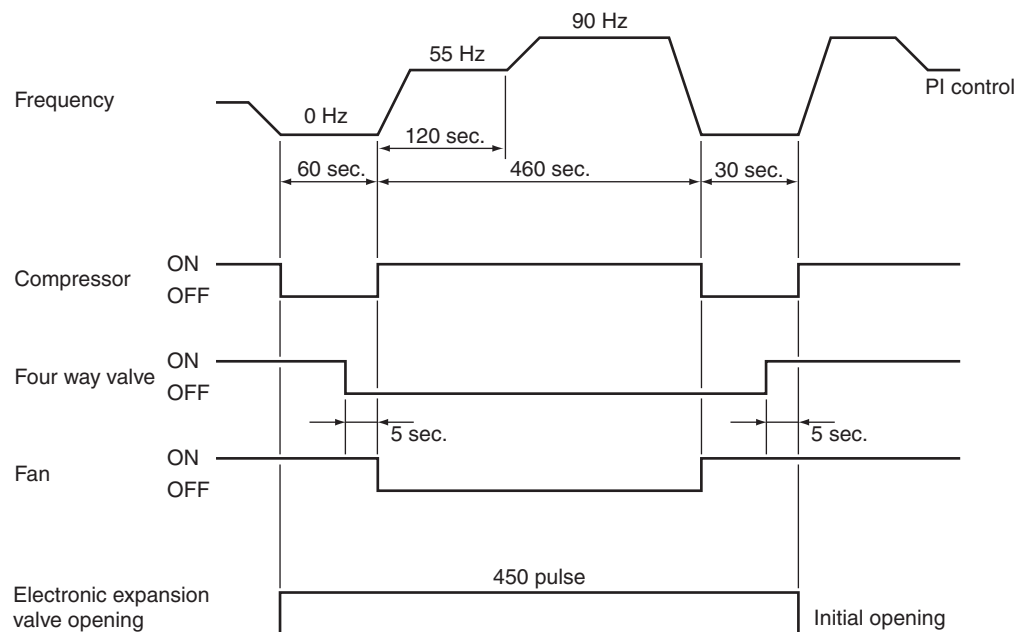 90 Hz
55 Hz
PI control
Frequency
0 Hz
120 sec.
60 sec.
460 sec.
30 sec.
ON
Compressor
OFF
ON
Four way valve
OFF
5 sec.
5 sec.
ON
Fan
OFF
450 pulse
Electronic expansion
valve opening
Initial opening